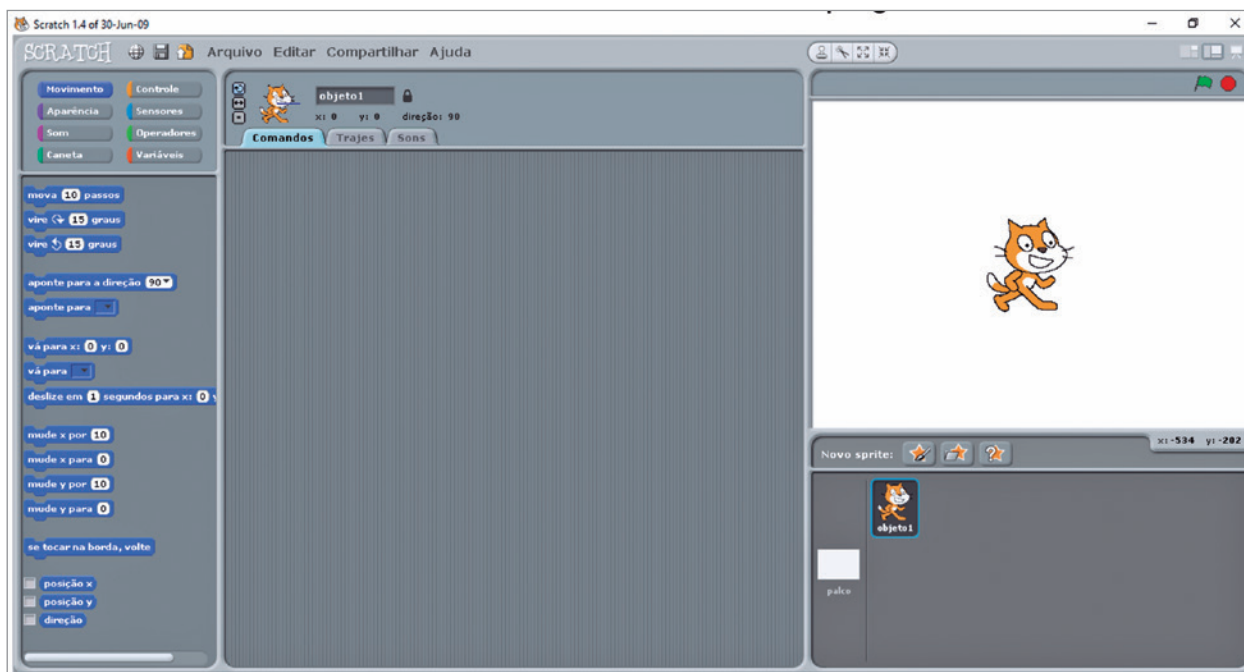 Scratch 1.4 of 30-Jun-09
SCRATCH Arquivo Editar Compartilhar Ajuda
Movimento Controle
Aparência Sensores
Som Operadores
Caneta Variáveis
mova 10 passos
vire 15 graus
vire 15 graus
aponte para a direção 90
aponte para
vá para x: 0 y: 0
vá para
deslize em 1 segundos para x: 0 y
mude x por 10
mude x para 0
mude y por 10
mude y para 0
se tocar na borda, volte
posição x
posição y
direção
objeto1
x: 0 y: 0 direção: 90
Comandos Trajes Sons
x: -534 y: -202
Novo sprite:
objeto1
palco